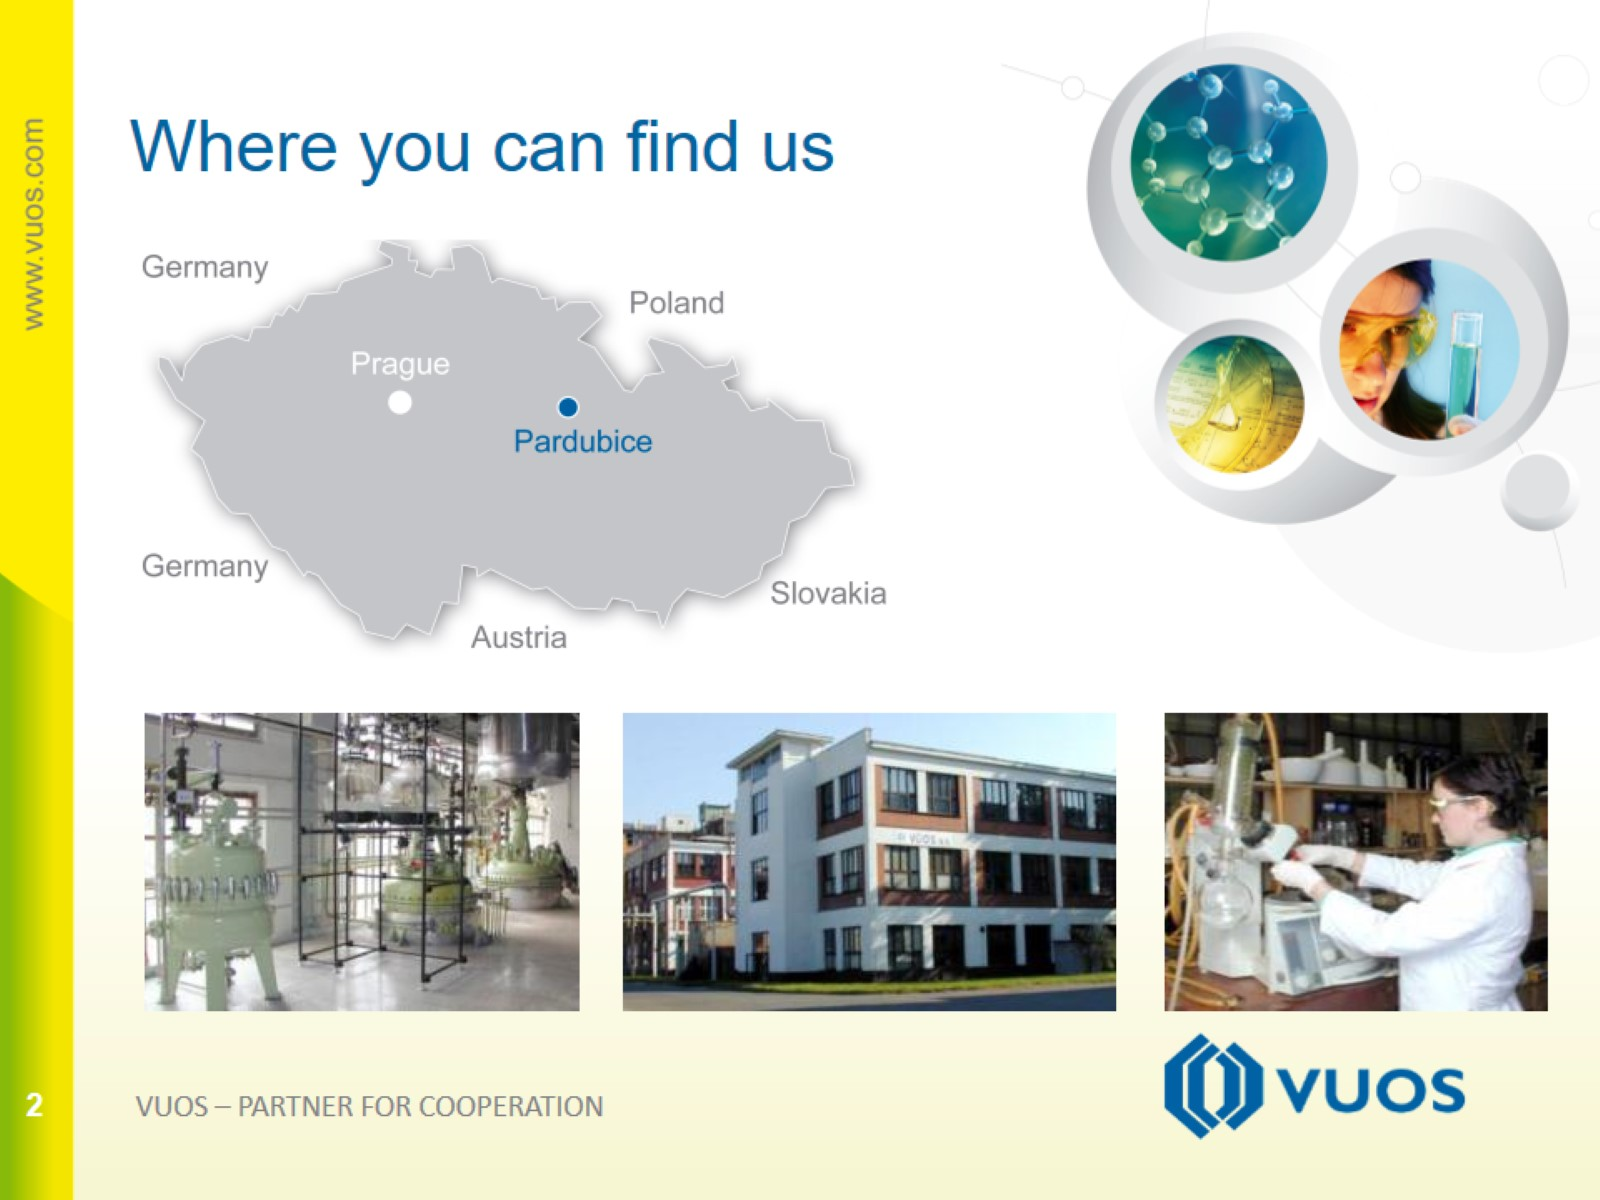 www.vuos.com
Where you can find us
Germany
Poland
Prague
Pardubice
Germany
Slovakia
Austria
VUOS
2
VUOS – PARTNER FOR COOPERATION
VUOS